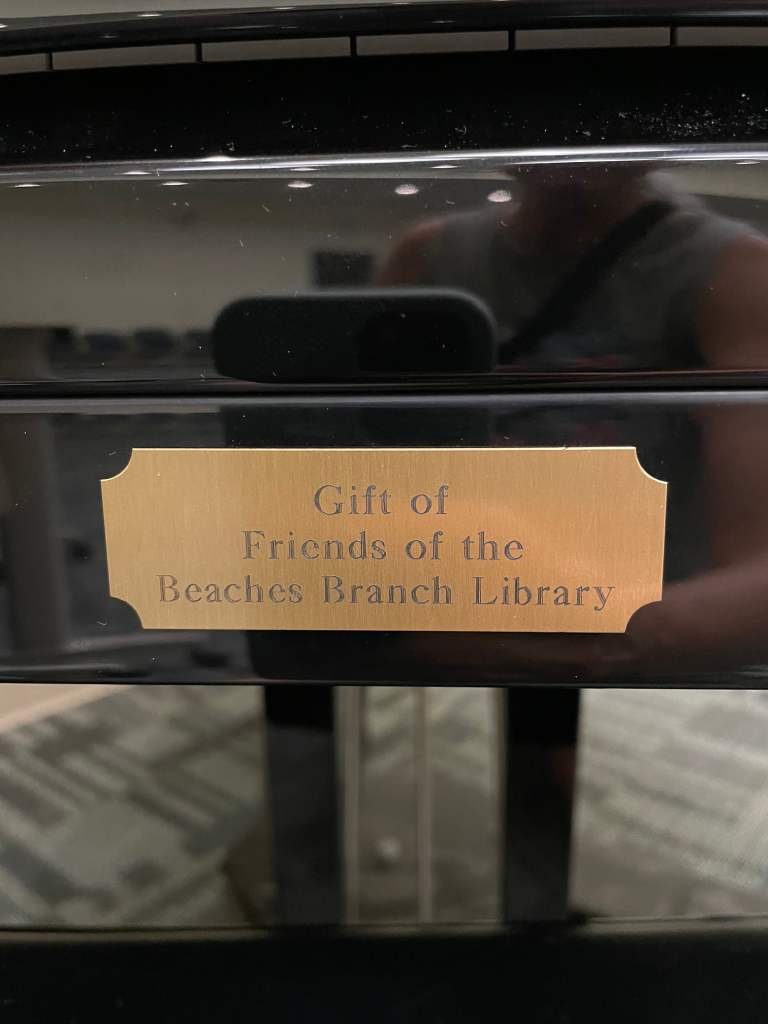 Gift of
Friends of the
Beaches Branch Library